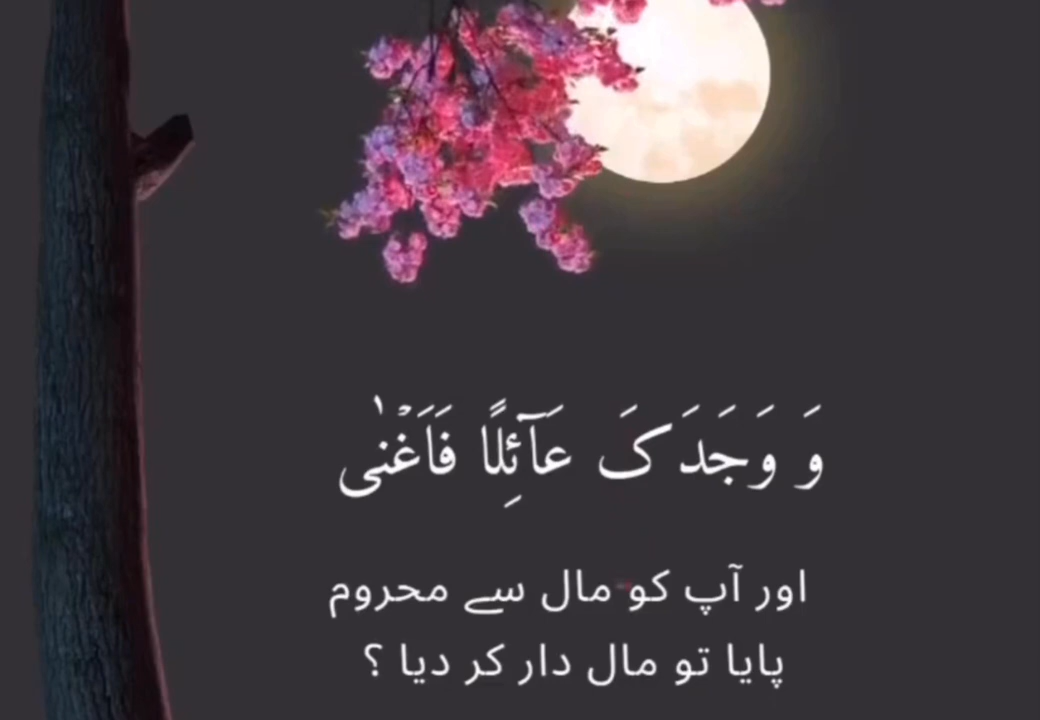 وَ وَجَدَکَ عَآئِلًا فَاَغۡنٰی
اور آپ کو مال سے محروم
پایا تو مال دار کر دیا ؟